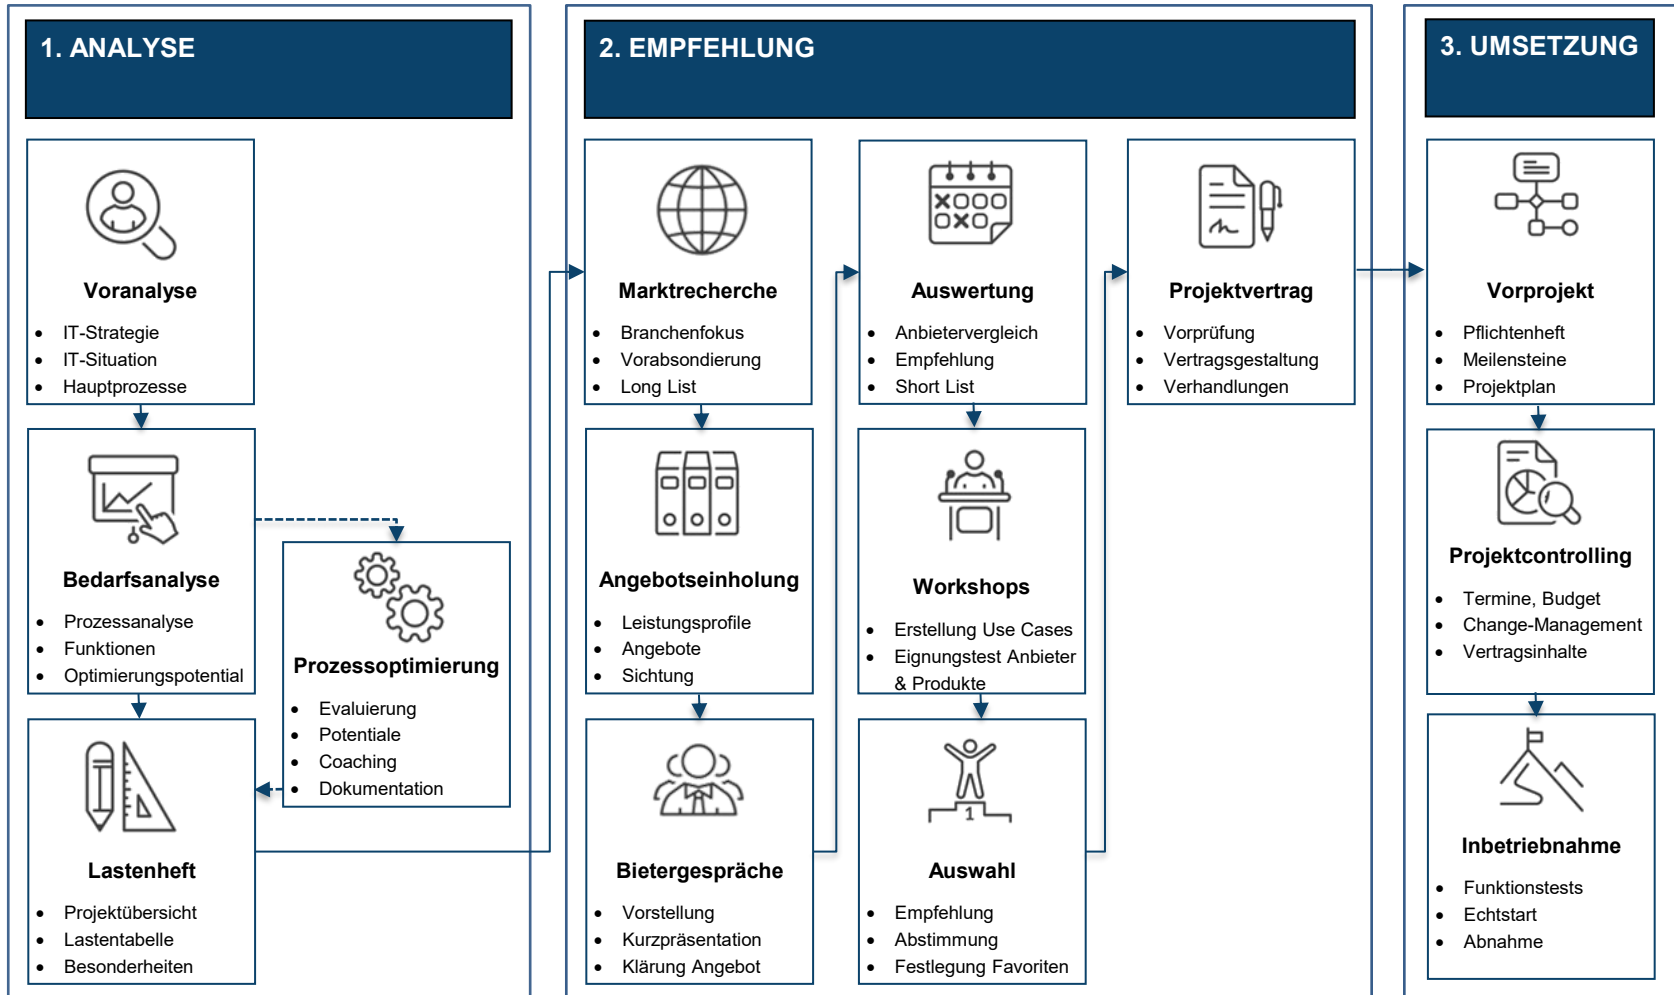 1. ANALYSE
Voranalyse
• IT-Strategie
• IT-Situation
• Hauptprozesse
Bedarfsanalyse
• Prozessanalyse
• Funktionen
• Optimierungspotential
Prozessoptimierung
• Evaluierung
• Potentiale
• Coaching
• Dokumentation
Lastenheft
• Projektübersicht
• Lastentabelle
• Besonderheiten
2. EMPFEHLUNG
Marktrecherche
• Branchenfokus
• Vorabsondierung
• Long List
Angebotseinholung
• Leistungsprofile
• Angebote
• Sichtung
Bietergespräche
• Vorstellung
• Kurzpräsentation
• Klärung Angebot
Auswertung
• Anbietervergleich
• Empfehlung
• Short List
Workshops
• Erstellung Use Cases
• Eignungstest Anbieter
& Produkte
1
Auswahl
• Empfehlung
• Abstimmung
• Festlegung Favoriten
Projektvertrag
• Vorprüfung
• Vertragsgestaltung
• Verhandlungen
3. UMSETZUNG
Vorprojekt
• Pflichtenheft
• Meilensteine
• Projektplan
Projektcontrolling
• Termine, Budget
• Change-Management
• Vertragsinhalte
Inbetriebnahme
• Funktionstests
• Echtstart
• Abnahme